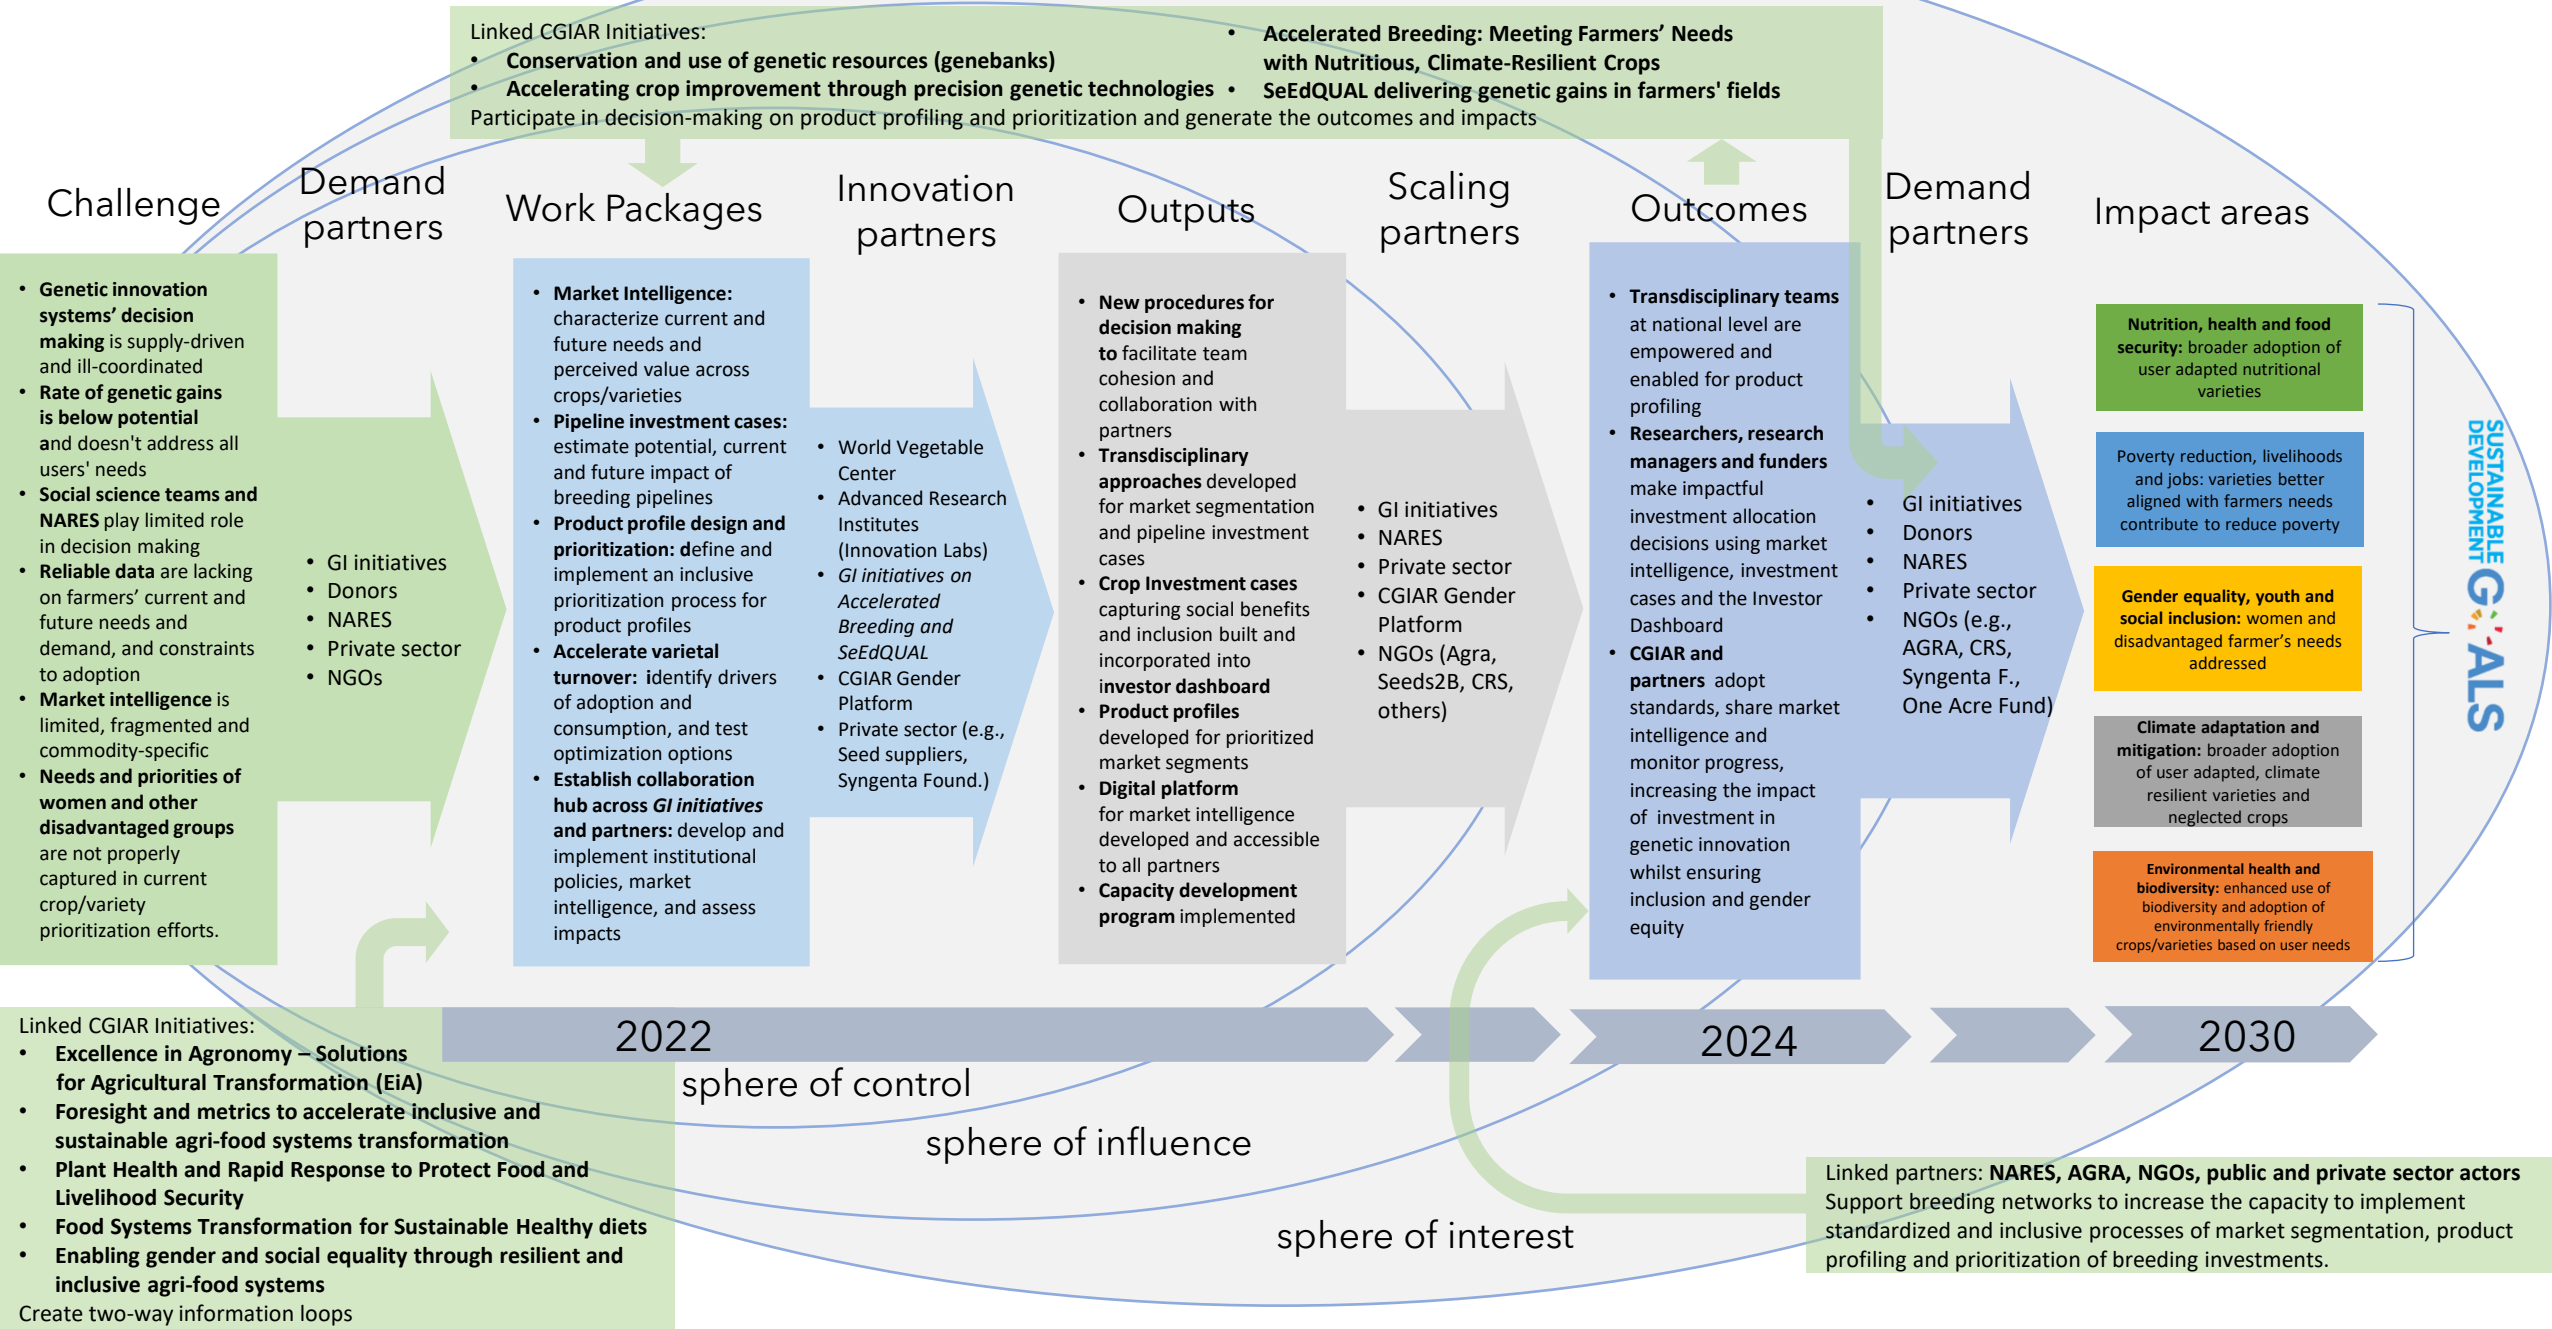 Linked CGIAR Initiatives:
• Conservation and use of genetic resources (genebanks)
• Accelerating crop improvement through precision genetic technologies
• Accelerated Breeding: Meeting Farmers’ Needs
with Nutritious, Climate-Resilient Crops
• SeEdQUAL delivering genetic gains in farmers' fields
Participate in decision-making on product profiling and prioritization and generate the outcomes and impacts
Challenge
• Genetic innovation
systems’ decision
making is supply-driven
and ill-coordinated
• Rate of genetic gains
is below potential
and doesn't address all
users' needs
• Social science teams and
NARES play limited role
in decision making
• Reliable data are lacking
on farmers’ current and
future needs and
demand, and constraints
to adoption
• Market intelligence is
limited, fragmented and
commodity-specific
• Needs and priorities of
women and other
disadvantaged groups
are not properly
captured in current
crop/variety
prioritization efforts.
Demand
partners
• GI initiatives
• Donors
• NARES
• Private sector
• NGOs
Work Packages
• Market Intelligence:
characterize current and
future needs and
perceived value across
crops/varieties
• Pipeline investment cases:
estimate potential, current
and future impact of
breeding pipelines
• Product profile design and
prioritization: define and
implement an inclusive
prioritization process for
product profiles
• Accelerate varietal
turnover: identify drivers
of adoption and
consumption, and test
optimization options
• Establish collaboration
hub across GI initiatives
and partners: develop and
implement institutional
policies, market
intelligence, and assess
impacts
Innovation
partners
• World Vegetable
Center
• Advanced Research
Institutes
(Innovation Labs)
• GI initiatives on
Accelerated
Breeding and
SeEdQUAL
• CGIAR Gender
Platform
• Private sector (e.g.,
Seed suppliers,
Syngenta Found.)
Outputs
• New procedures for
decision making
to facilitate team
cohesion and
collaboration with
partners
• Transdisciplinary
approaches developed
for market segmentation
and pipeline investment
cases
• Crop Investment cases
capturing social benefits
and inclusion built and
incorporated into
investor dashboard
• Product profiles
developed for prioritized
market segments
• Digital platform
for market intelligence
developed and accessible
to all partners
• Capacity development
program implemented
Scaling
partners
• GI initiatives
• NARES
• Private sector
• CGIAR Gender
Platform
• NGOs (Agra,
Seeds2B, CRS,
others)
Outcomes
• Transdisciplinary teams
at national level are
empowered and
enabled for product
profiling
• Researchers, research
managers and funders
make impactful
investment allocation
decisions using market
intelligence, investment
cases and the Investor
Dashboard
• CGIAR and
partners adopt
standards, share market
intelligence and
monitor progress,
increasing the impact
of investment in
genetic innovation
whilst ensuring
inclusion and gender
equity
Demand
partners
• GI initiatives
• Donors
• NARES
• Private sector
• NGOs (e.g.,
AGRA, CRS,
Syngenta F.,
One Acre Fund)
Impact areas
Nutrition, health and food
security: broader adoption of
user adapted nutritional
varieties
Poverty reduction, livelihoods
and jobs: varieties better
aligned with farmers needs
contribute to reduce poverty
Gender equality, youth and
social inclusion: women and
disadvantaged farmer’s needs
addressed
Climate adaptation and
mitigation: broader adoption
of user adapted, climate
resilient varieties and
neglected crops
Environmental health and
biodiversity: enhanced use of
biodiversity and adoption of
environmentally friendly
crops/varieties based on user needs
SUSTAINABLE
DEVELOPMENT
GOALS
2022
2024
2030
sphere of control
sphere of influence
sphere of interest
Linked CGIAR Initiatives:
• Excellence in Agronomy – Solutions
for Agricultural Transformation (EiA)
• Foresight and metrics to accelerate inclusive and
sustainable agri-food systems transformation
• Plant Health and Rapid Response to Protect Food and
Livelihood Security
• Food Systems Transformation for Sustainable Healthy diets
• Enabling gender and social equality through resilient and
inclusive agri-food systems
Create two-way information loops
Linked partners: NARES, AGRA, NGOs, public and private sector actors
Support breeding networks to increase the capacity to implement
standardized and inclusive processes of market segmentation, product
profiling and prioritization of breeding investments.